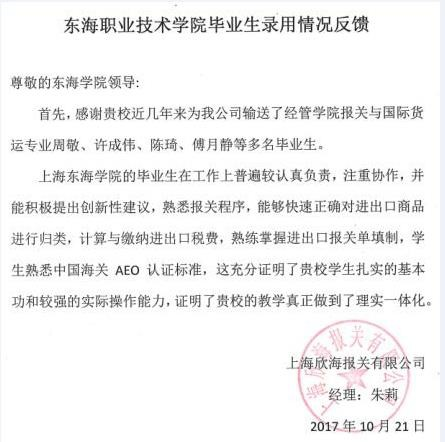 东海职业技术学院毕业生录用情况反馈
尊敬的东海学院领导:
首先，感谢贵校近几年来为我公司输送了经管学院报关与国际货
运专业周敏、许成伟、陈琦、傅月静等多名毕业生。
上海东海学院的毕业生在工作上普遍较认真负责，注重协作，并
能积极提出创新性建议，熟悉报关程序，能够快速正确对进出口商品
进行归类，计算与缴纳进出口税费，熟练掌握进出口报关单填制，学
生熟悉中国海关 AEO 认证标准，这充分证明了贵校学生扎实的基本
功和较强的实际操作能力，证明了贵校的教学真正做到了理实一体化。
上海欣海报关有限公司
经理：朱莉
2017 年 10 月 21 日
上海欣海报关有限公司